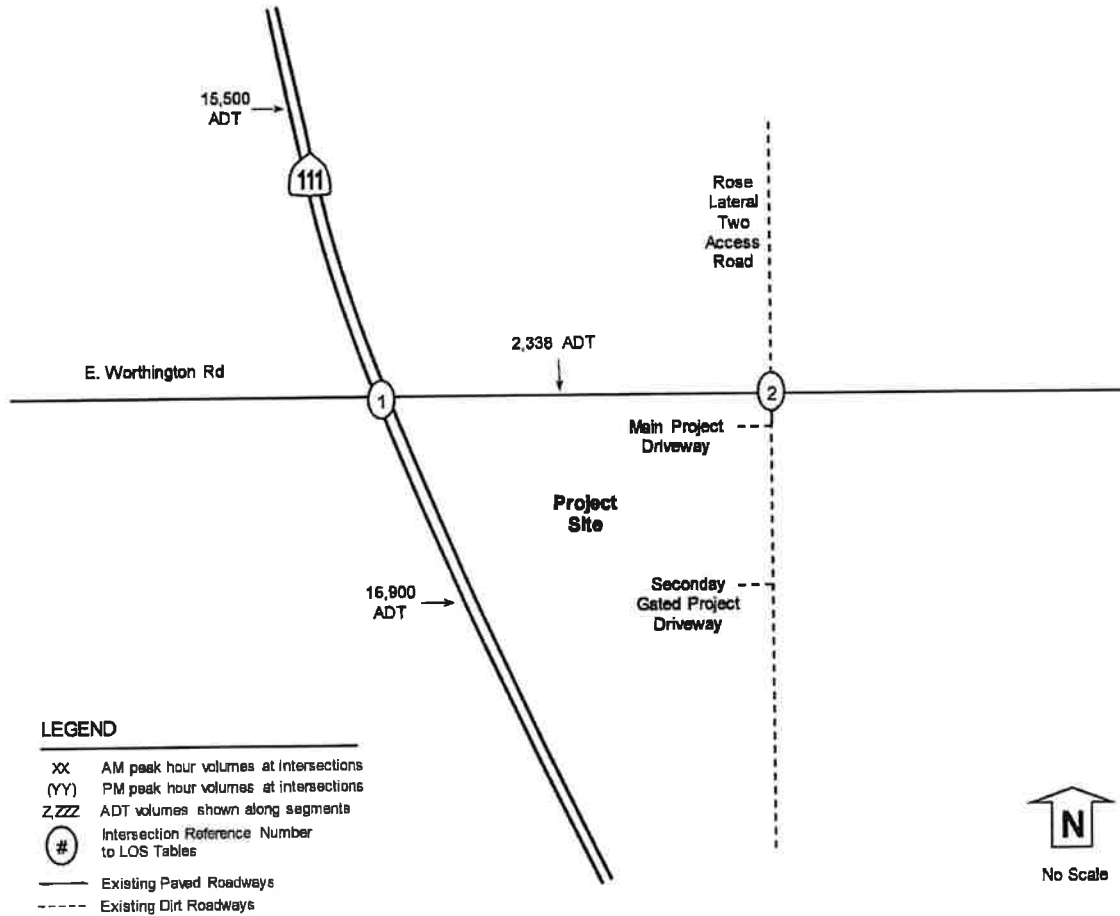 15,500
ADT
111
Rose
Lateral
Two
Access
Road
2,338 ADT
E. Worthington Rd
1
2
Main Project
Driveway
Project
Site
16,900
ADT
Seconday
Gated Project
Driveway
LEGEND
XX AM peak hour volumes at intersections
(YY) PM peak hour volumes at intersections
Z,ZZZ ADT volumes shown along segments
# Intersection Reference Number
to LOS Tables
Existing Paved Roadways
Existing Dirt Roadways
N
No Scale